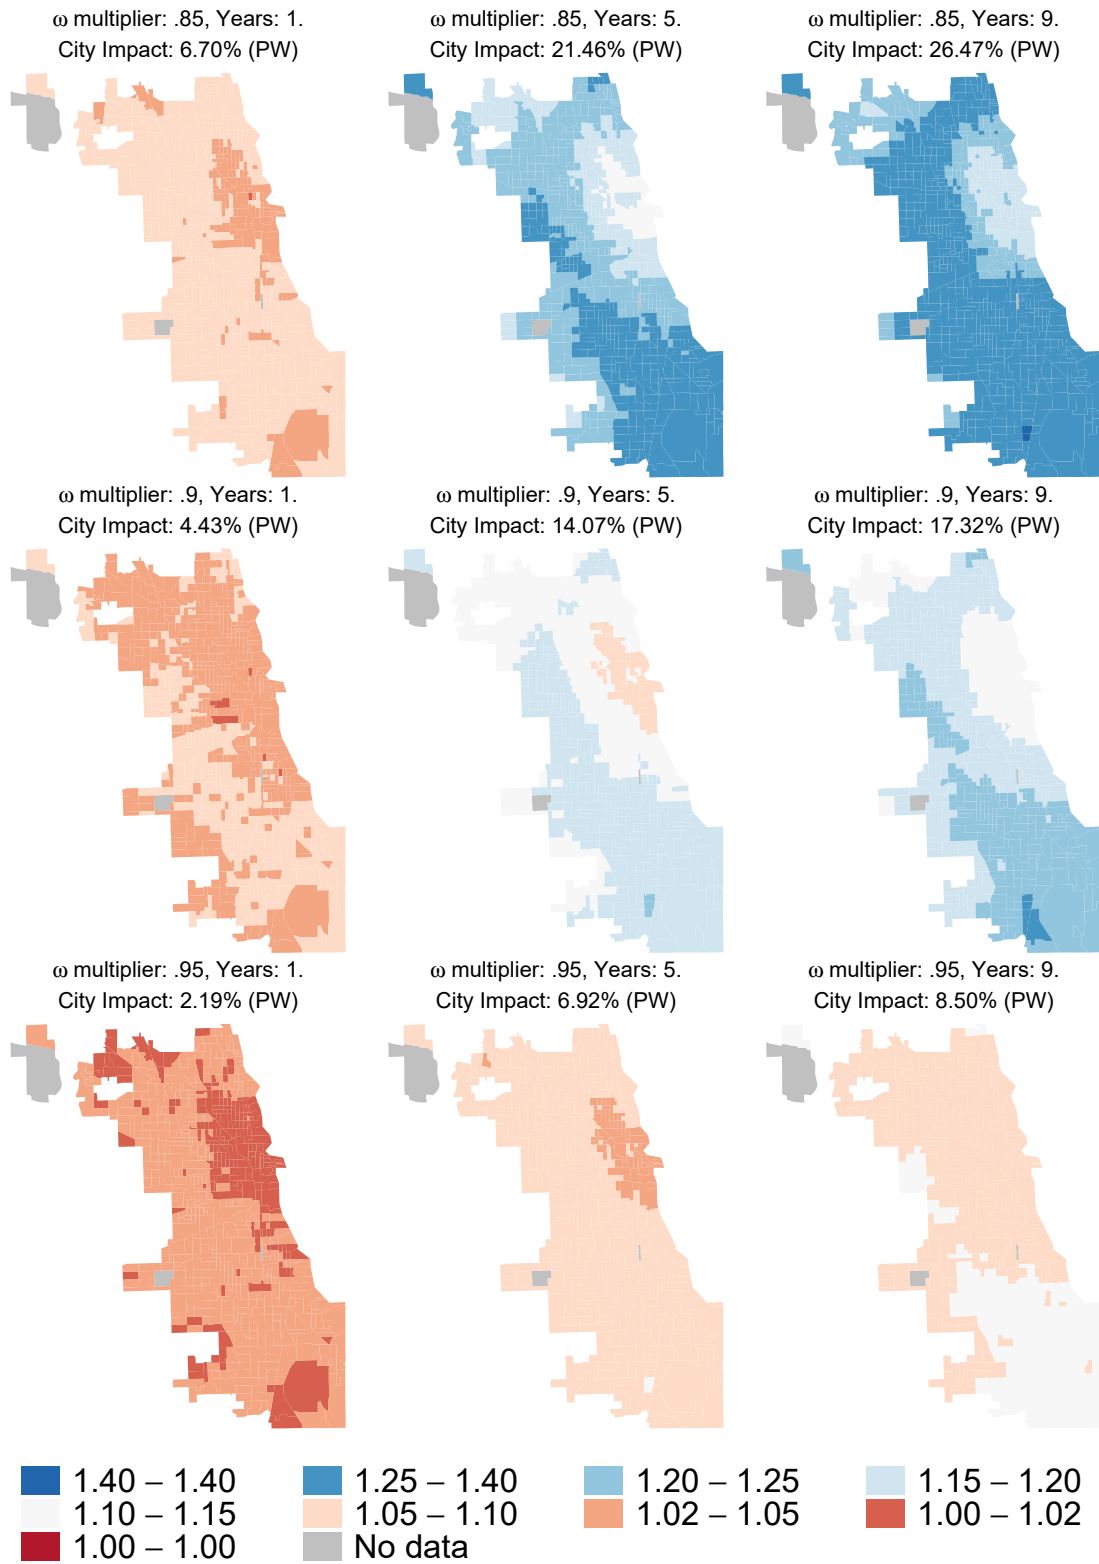 ω multiplier: .85, Years: 1.
City Impact: 6.70% (PW)
ω multiplier: .85, Years: 5.
City Impact: 21.46% (PW)
ω multiplier: .85, Years: 9.
City Impact: 26.47% (PW)
ω multiplier: .9, Years: 1.
City Impact: 4.43% (PW)
ω multiplier: .9, Years: 5.
City Impact: 14.07% (PW)
ω multiplier: .9, Years: 9.
City Impact: 17.32% (PW)
ω multiplier: .95, Years: 1.
City Impact: 2.19% (PW)
ω multiplier: .95, Years: 5.
City Impact: 6.92% (PW)
ω multiplier: .95, Years: 9.
City Impact: 8.50% (PW)
1.40 – 1.40
1.25 – 1.40
1.20 – 1.25
1.15 – 1.20
1.10 – 1.15
1.05 – 1.10
1.02 – 1.05
1.00 – 1.02
1.00 – 1.00
No data